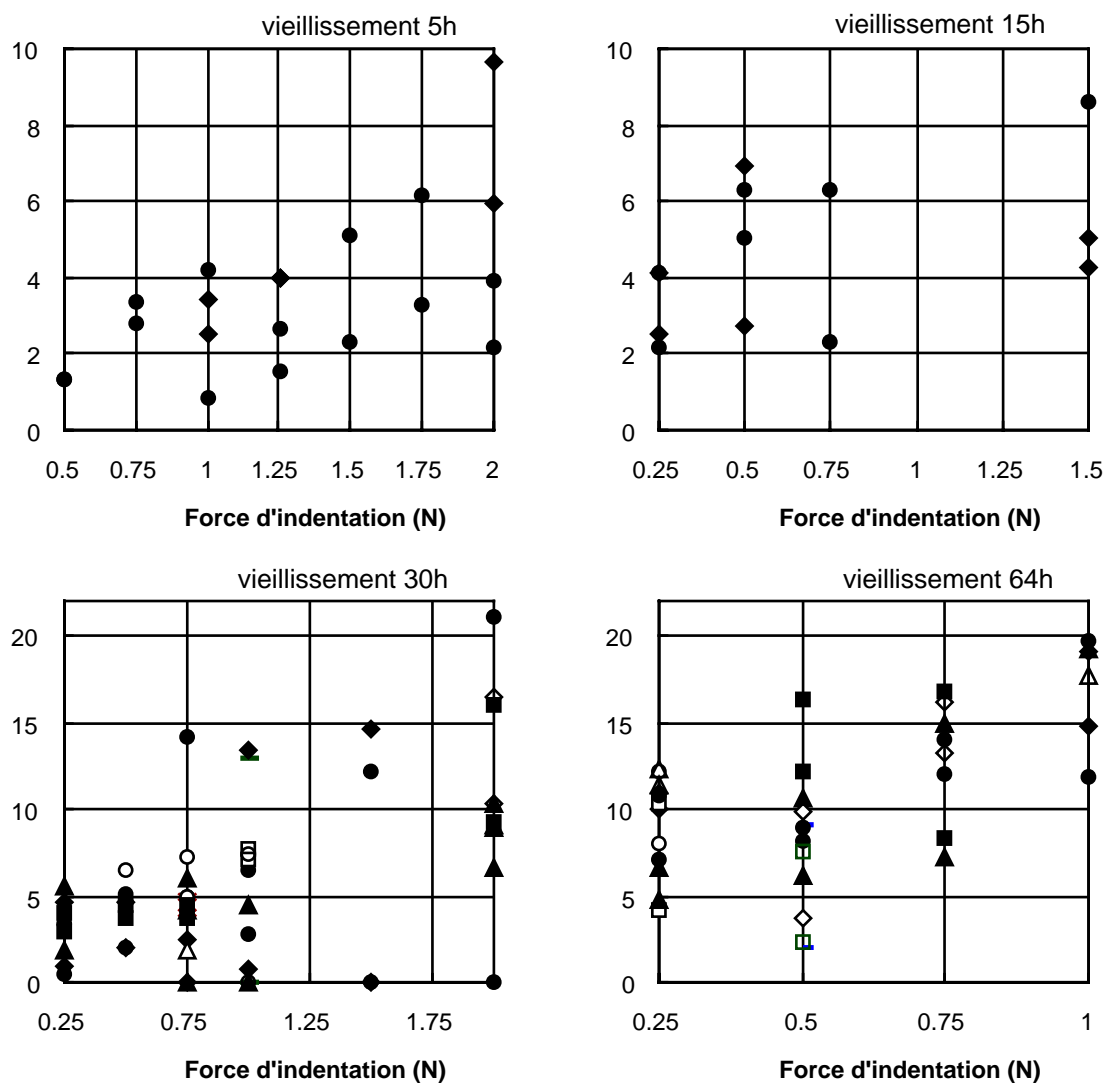 vieillissement 5h
10
8
6
4
2
0
0.5 0.75 1 1.25 1.5 1.75 2
Force d'indentation (N)
vieillissement 15h
10
8
6
4
2
0
0.25 0.5 0.75 1 1.25 1.5
Force d'indentation (N)
vieillissement 30h
20
15
10
5
0
0.25 0.75 1.25 1.75
Force d'indentation (N)
vieillissement 64h
20
15
10
5
0
0.25 0.5 0.75 1
Force d'indentation (N)